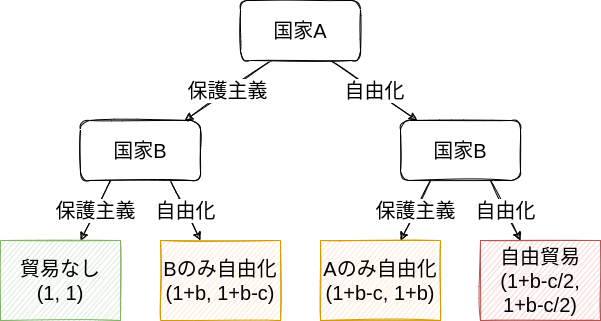 国家A
保護主義
自由化
国家B
国家B
保護主義
自由化
保護主義
自由化
貿易なし
(1, 1)
Bのみ自由化
(1+b, 1+b-c)
Aのみ自由化
(1+b-c, 1+b)
自由貿易
(1+b-c/2,
1+b-c/2)